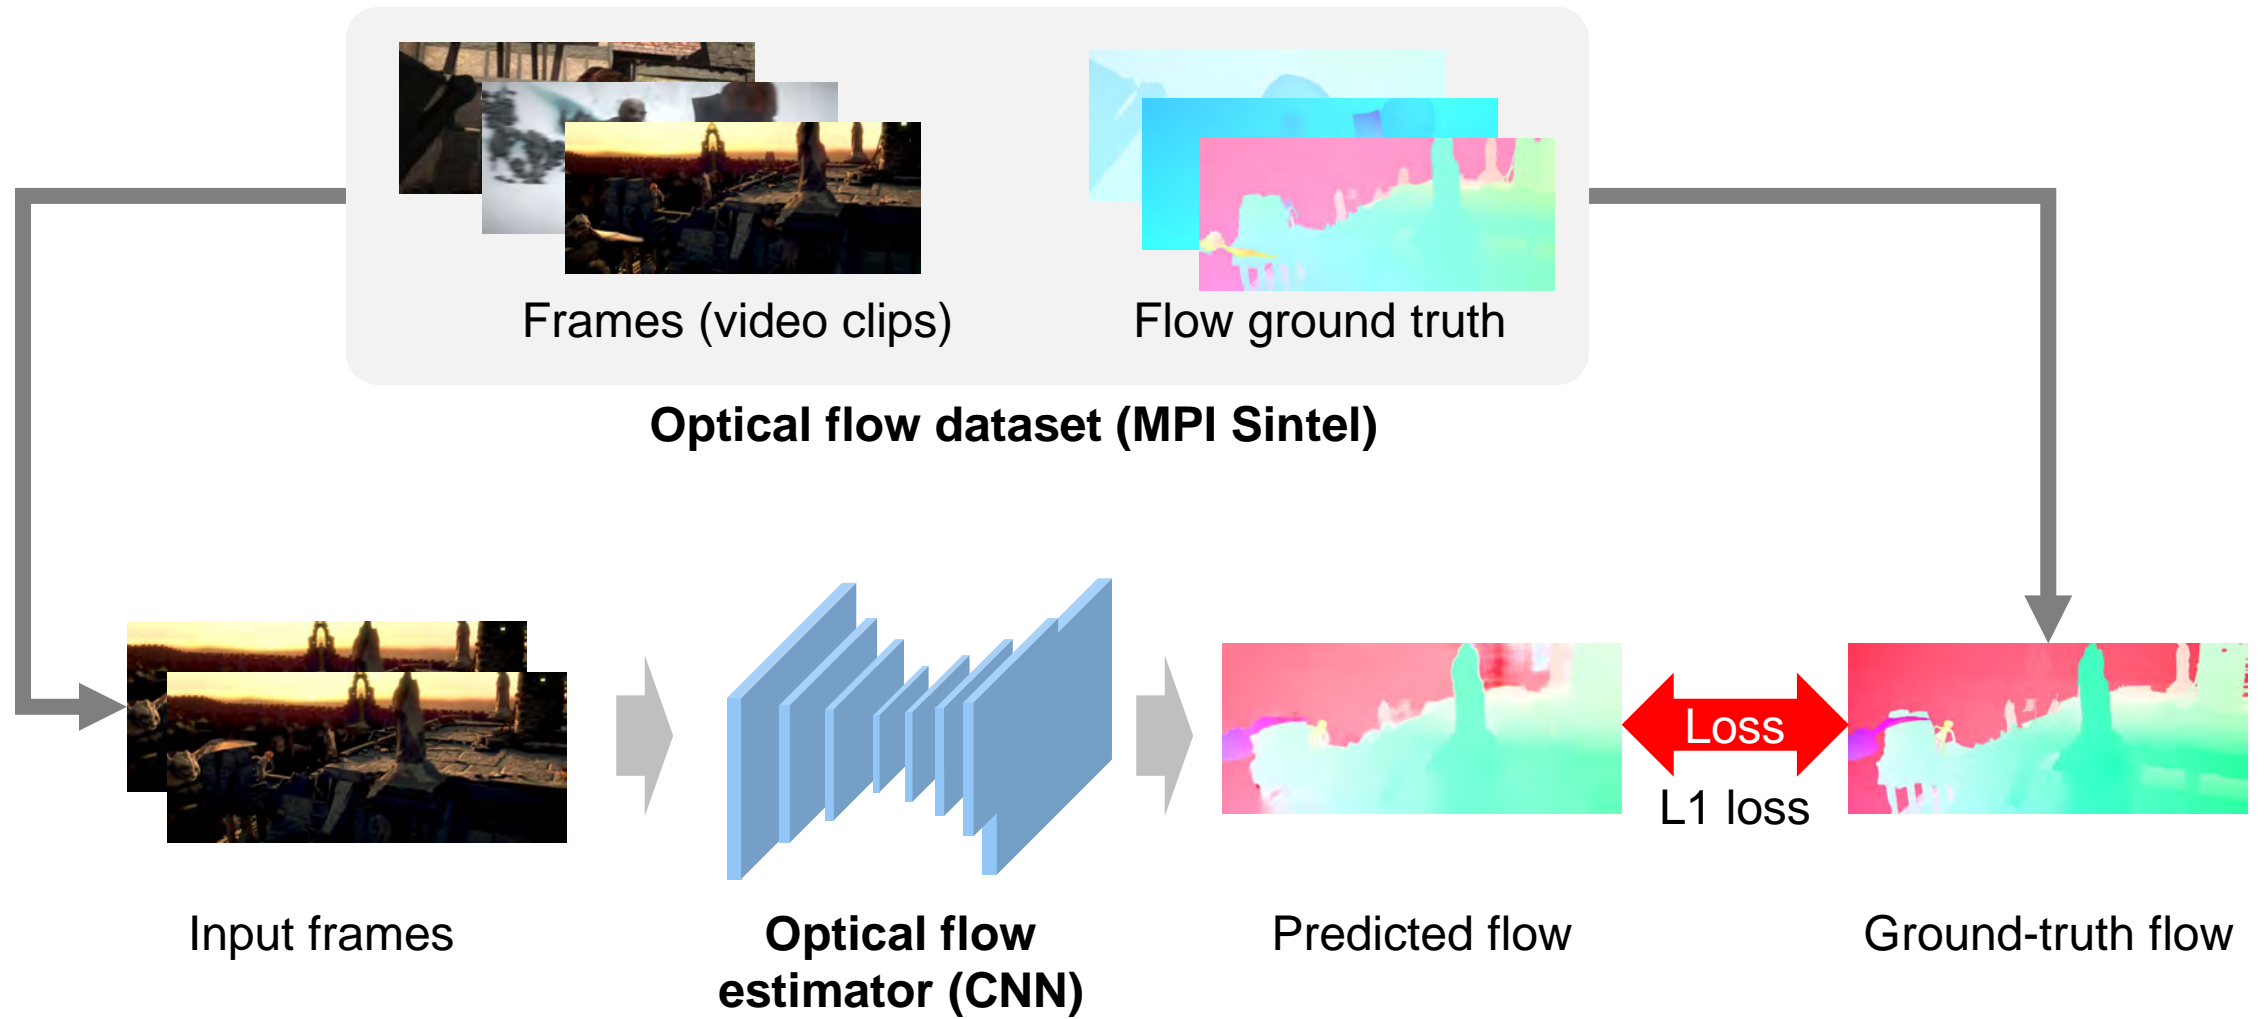 Frames (video clips)
Flow ground truth
Optical flow dataset (MPI Sintel)
Loss
L1 loss
Input frames
Optical flow
estimator (CNN)
Predicted flow
Ground-truth flow